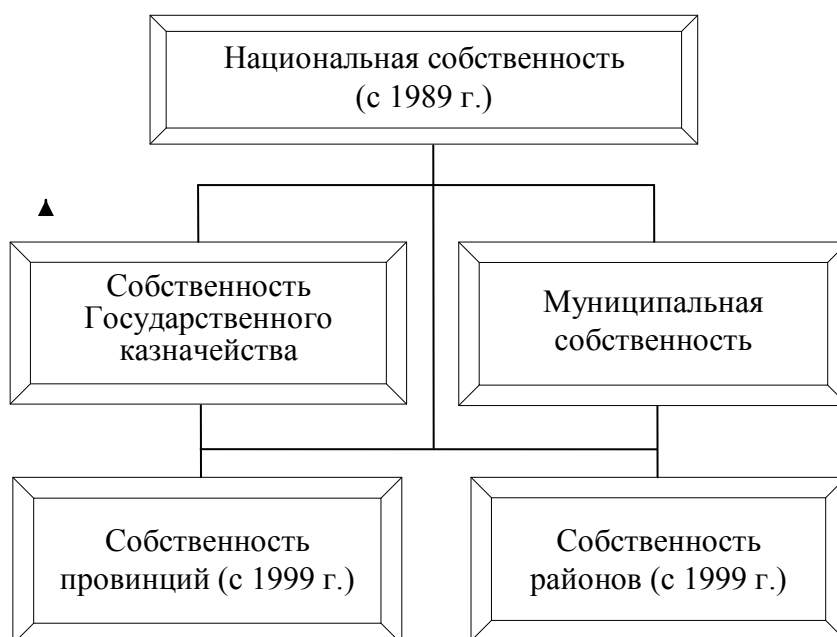 Национальная собственность
(с 1989 г.)
Собственность
Государственного
казначейства
Муниципальная
собственность
Собственность
провинций (с 1999 г.)
Собственность
районов (с 1999 г.)